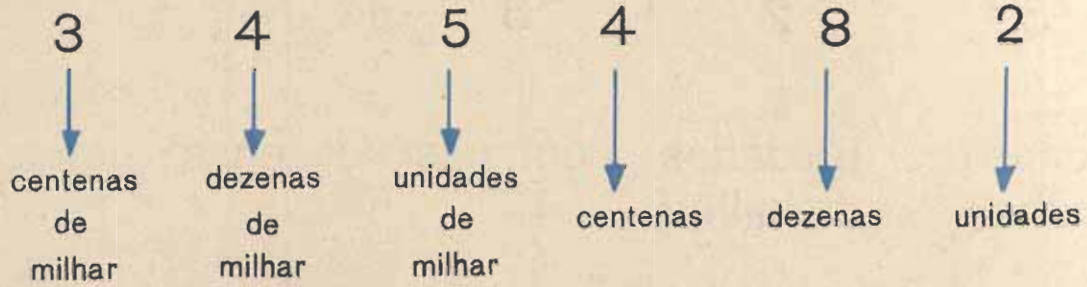 3 4 5 4 8 2
centenas de milhar
dezenas de milhar
unidades de milhar
centenas
dezenas
unidades